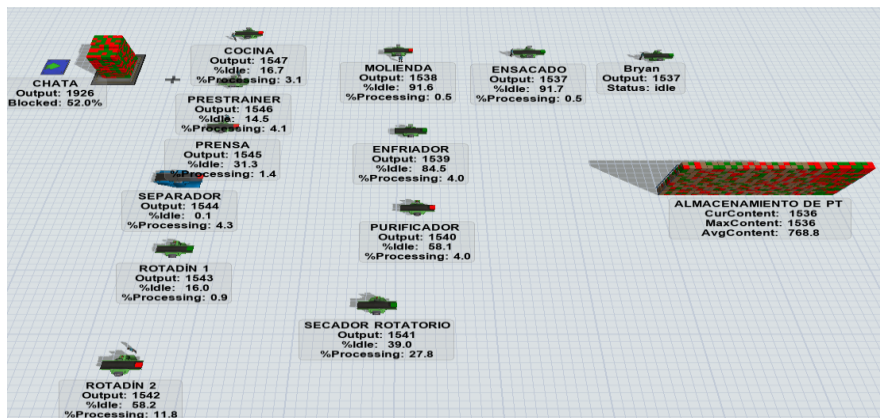 CHATA
Output: 1926
Blocked: 52.0%
COCINA
Output: 1547
%Idle: 16.7
%Processing: 3.1
PRESTRAINER
Output: 1546
%Idle: 14.5
%Processing: 4.1
PRENSA
Output: 1545
%Idle: 31.3
%Processing: 1.4
SEPARADOR
Output: 1544
%Idle: 0.1
%Processing: 4.3
ROTADÍN 1
Output: 1543
%Idle: 16.0
%Processing: 0.9
ROTADÍN 2
Output: 1542
%Idle: 58.2
%Processing: 11.8
SECADOR ROTATORIO
Output: 1541
%Idle: 39.0
%Processing: 27.8
PURIFICADOR
Output: 1540
%Idle: 58.1
%Processing: 4.0
ENFRIADOR
Output: 1539
%Idle: 84.5
%Processing: 4.0
MOLIENDA
Output: 1538
%Idle: 91.6
%Processing: 0.5
ENSACADO
Output: 1537
%Idle: 91.7
%Processing: 0.5
Bryan
Output: 1537
Status: idle
ALMACENAMIENTO DE PT
CurContent: 1536
MaxContent: 1536
AvgContent: 768.8